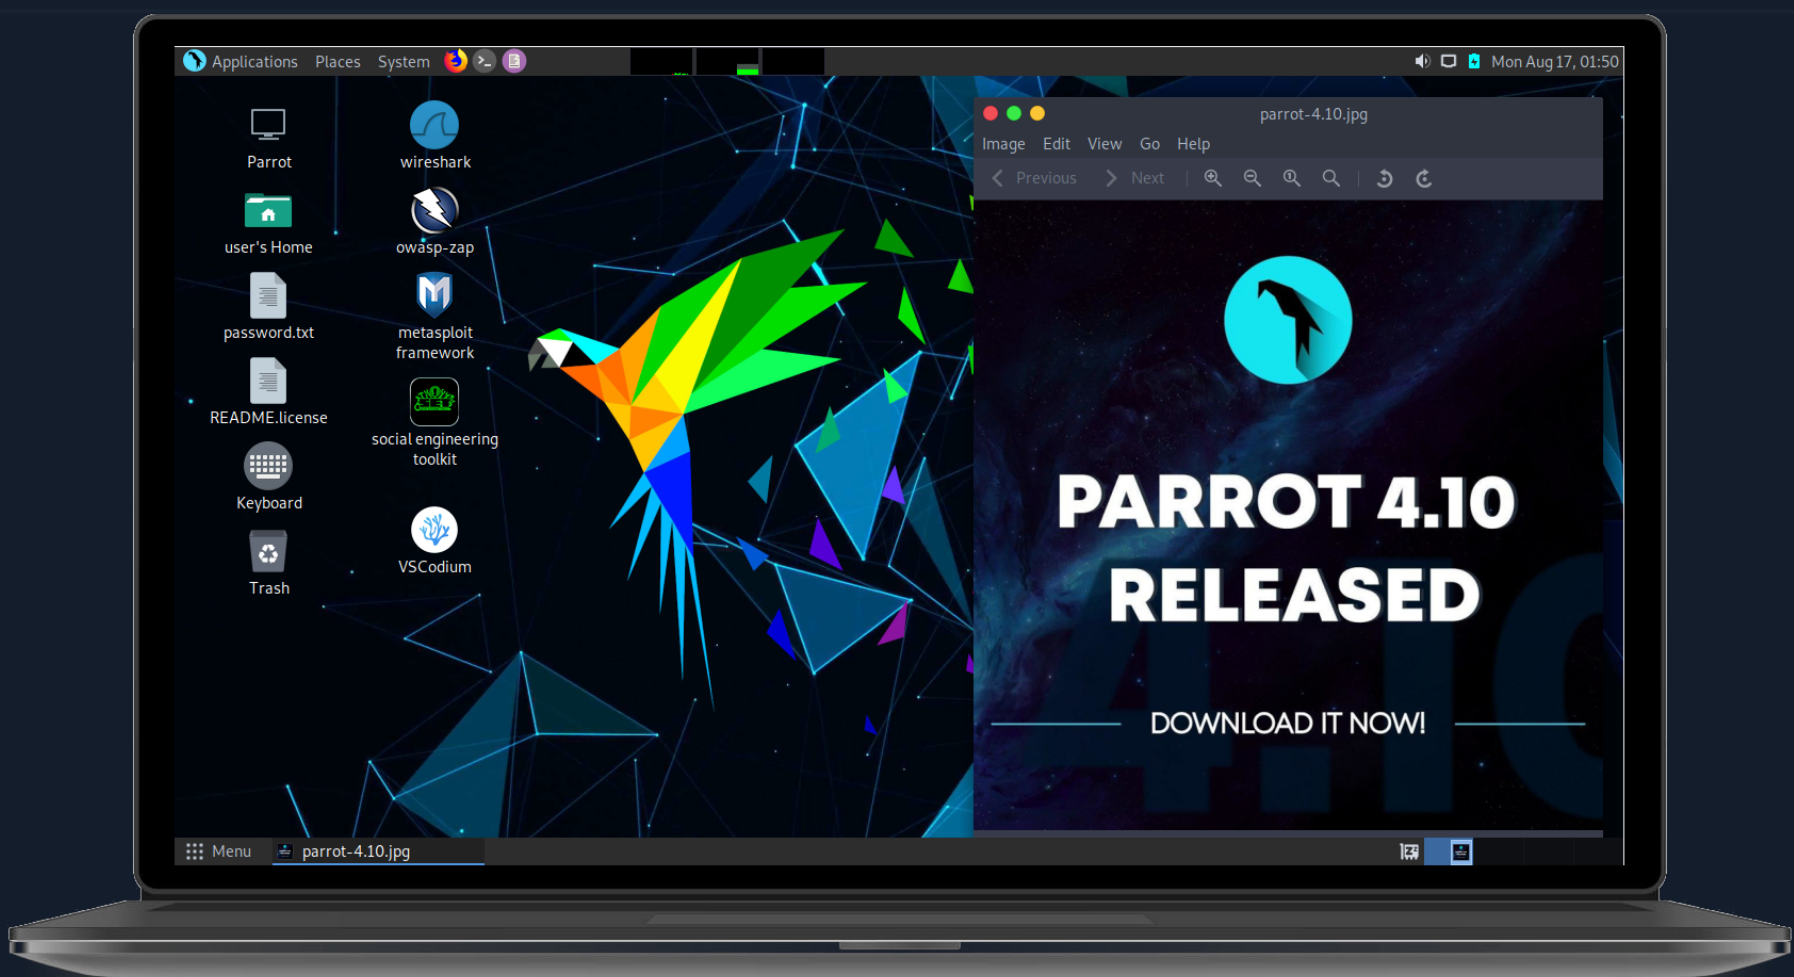 Applications Places System
Mon Aug 17, 01:50
Parrot
wireshark
user's Home
owasp-zap
password.txt
metasploit
framework
README.license
social engineering
toolkit
Keyboard
VSCodium
Trash
parrot-4.10.jpg
Image Edit View Go Help
Previous Next
PARROT 4.10
RELEASED
4.10
DOWNLOAD IT NOW!
Menu
parrot-4.10.jpg